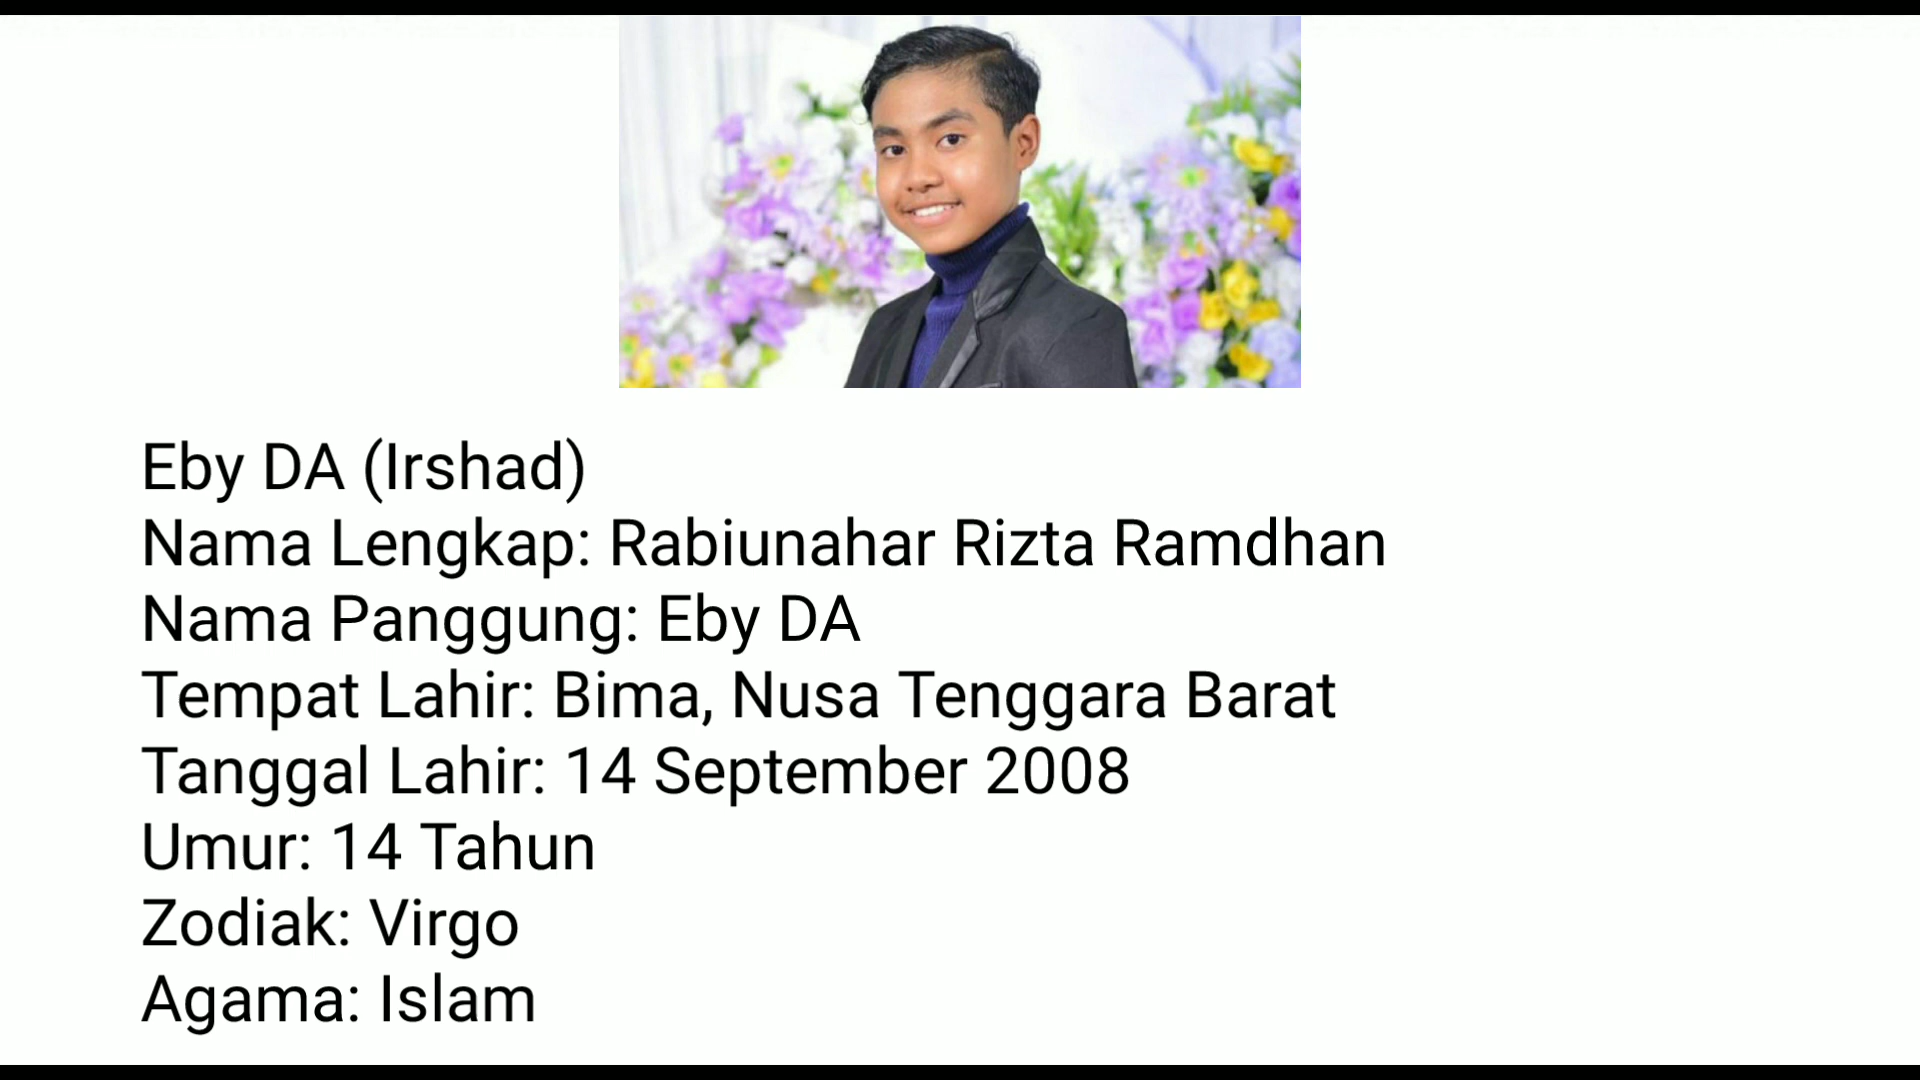 Eby DA (Irshad)
Nama Lengkap: Rabiunahar Rizta Ramdhan
Nama Panggung: Eby DA
Tempat Lahir: Bima, Nusa Tenggara Barat
Tanggal Lahir: 14 September 2008
Umur: 14 Tahun
Zodiak: Virgo
Agama: Islam